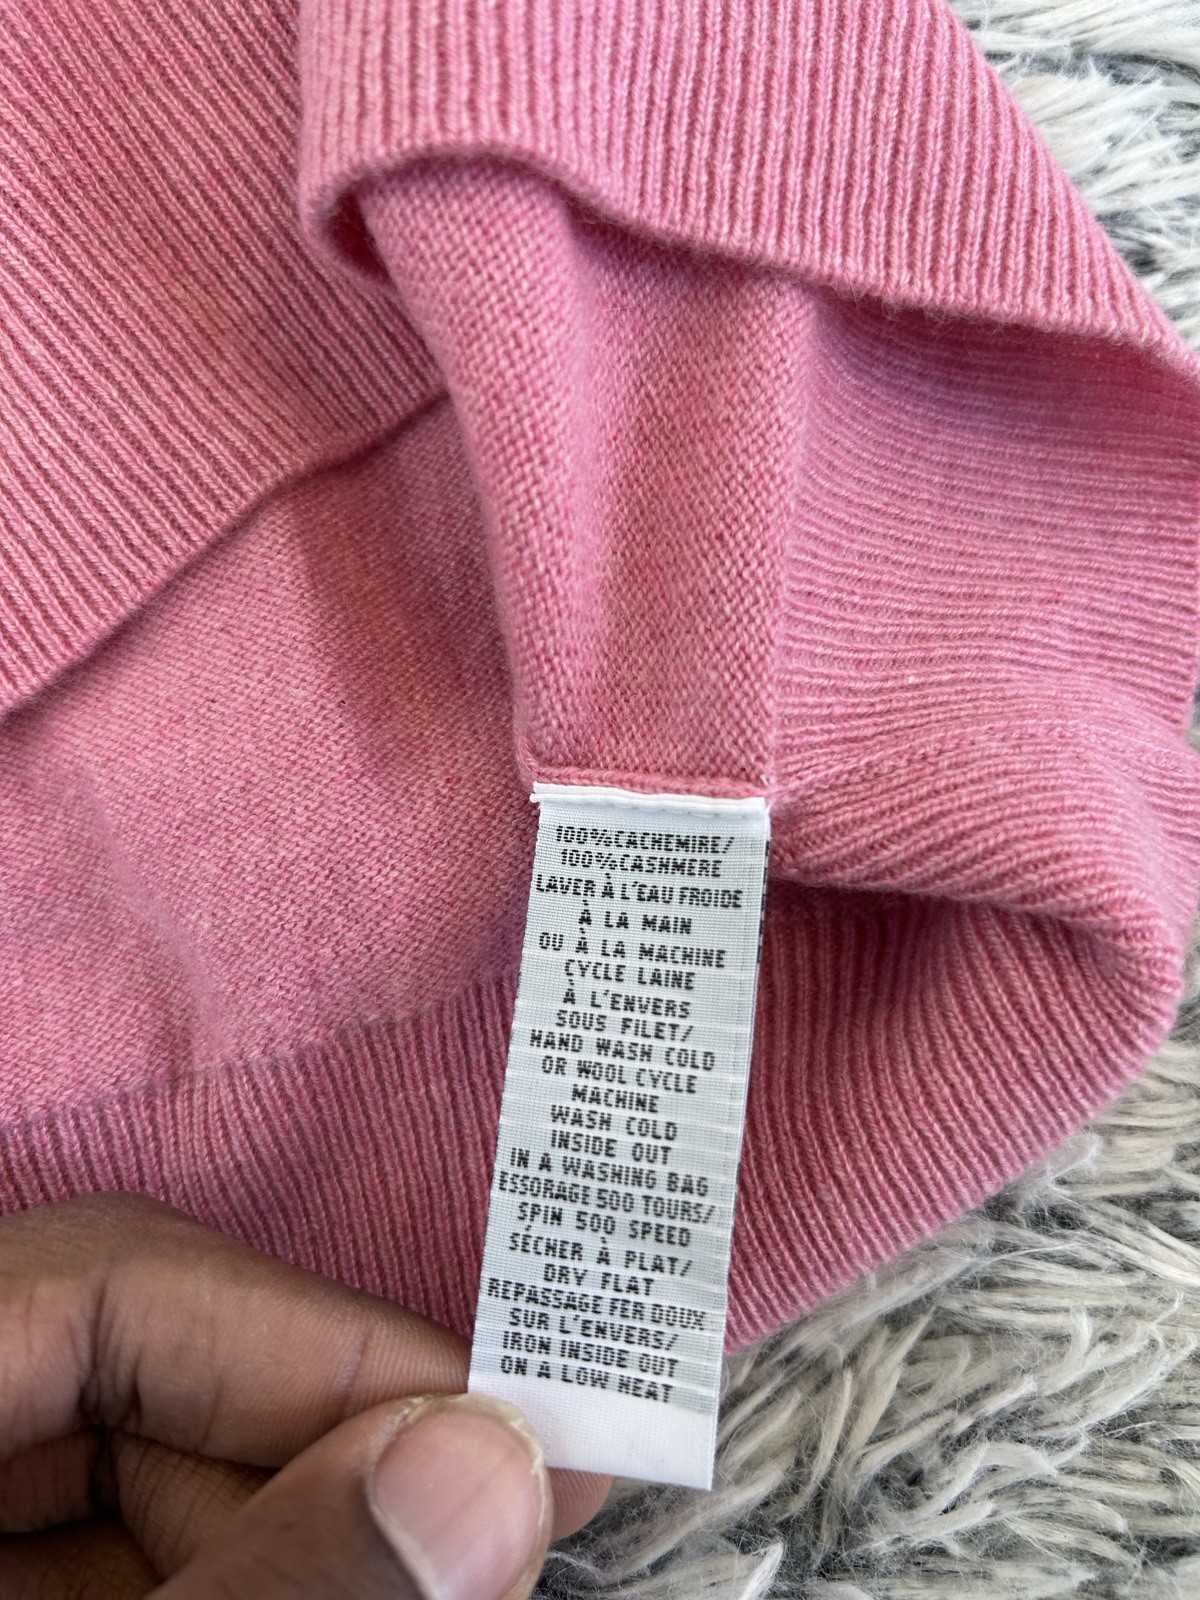 100%CACHEMIRE/
100%CASHMERE
LAVER À L'EAU FROIDE
À LA MAIN
OU À LA MACHINE
CYCLE LAINE
À L'ENVERS
SOUS FILET/
HAND WASH COLD
OR WOOL CYCLE
MACHINE
WASH COLD
INSIDE OUT
IN A WASHING BAG
ESSORAGE 500 TOURS/
SPIN 500 SPEED
SÉCHER À PLAT/
DRY FLAT
REPASSAGE FER DOUX
SUR L'ENVERS/
IRON INSIDE OUT
ON A LOW HEAT